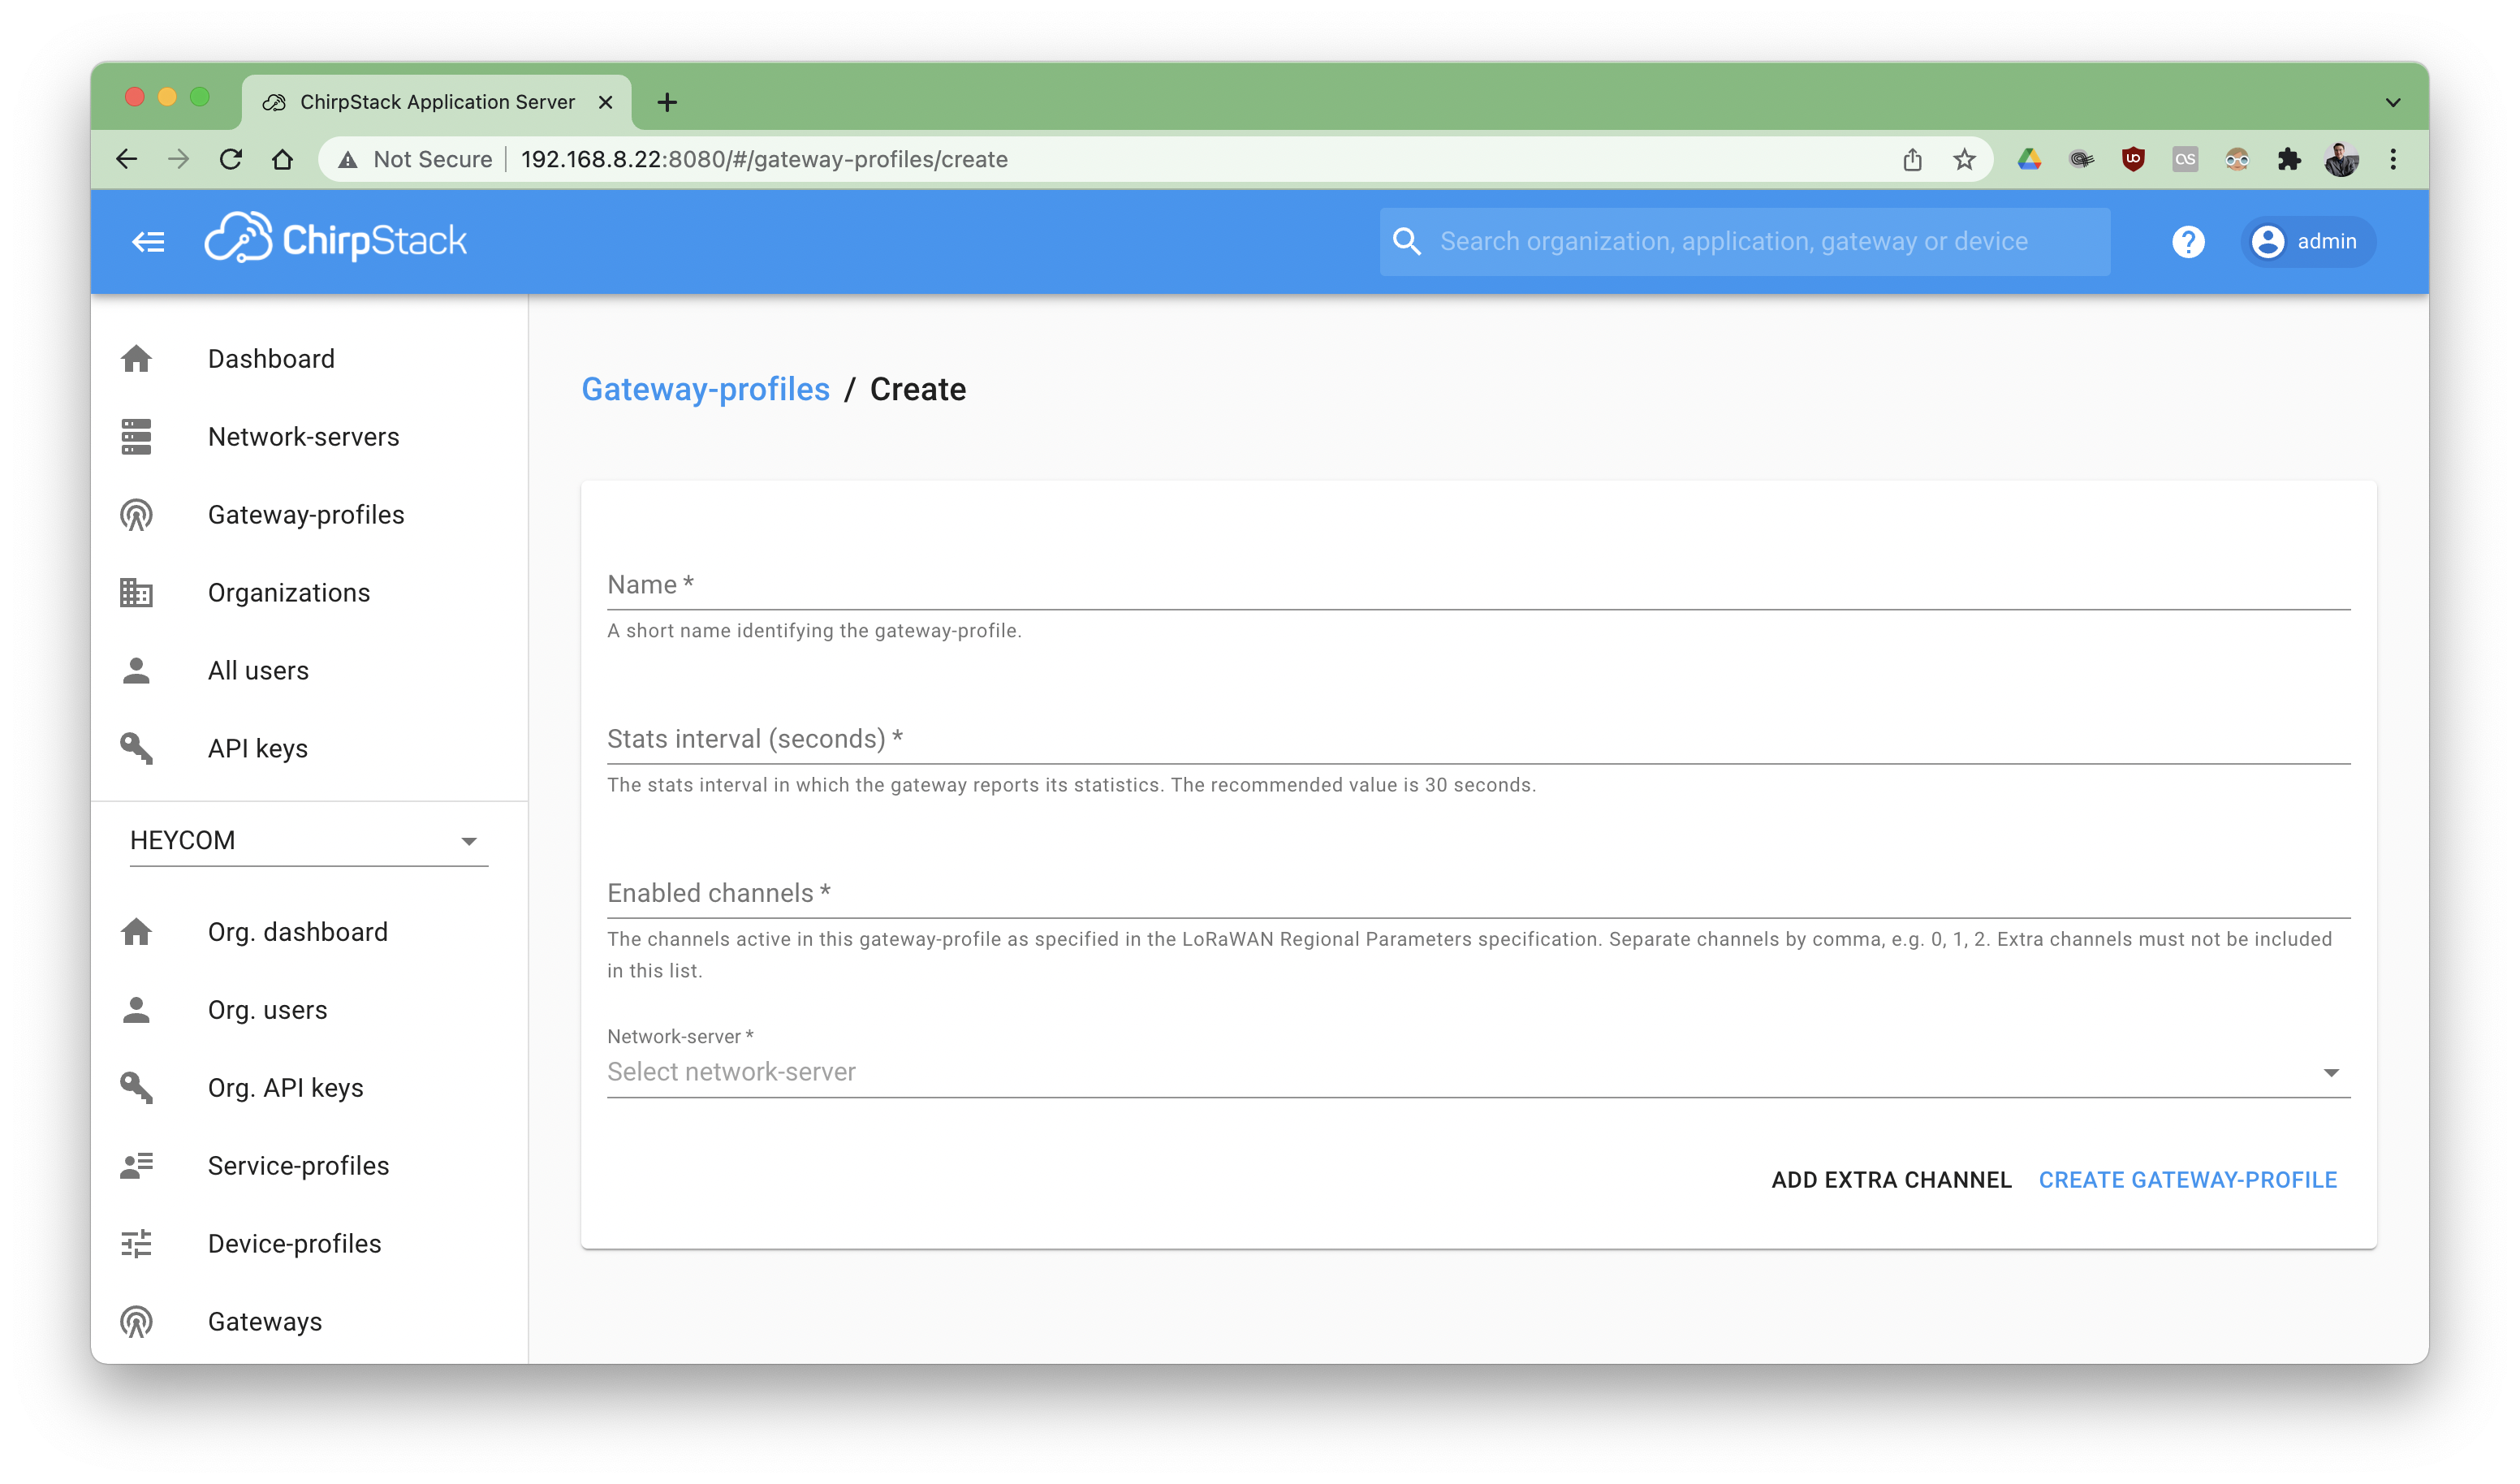 ChirpStack Application Server
Not Secure
192.168.8.22:8080/#/gateway-profiles/create
ChirpStack
Search organization, application, gateway or device
?
admin
Dashboard
Network-servers
Gateway-profiles
Organizations
All users
API keys
HEYCOM
Org. dashboard
Org. users
Org. API keys
Service-profiles
Device-profiles
Gateways
Gateway-profiles / Create
Name *
A short name identifying the gateway-profile.
Stats interval (seconds) *
The stats interval in which the gateway reports its statistics. The recommended value is 30 seconds.
Enabled channels *
The channels active in this gateway-profile as specified in the LoRaWAN Regional Parameters specification. Separate channels by comma, e.g. 0, 1, 2. Extra channels must not be included
in this list.
Network-server *
Select network-server
ADD EXTRA CHANNEL CREATE GATEWAY-PROFILE